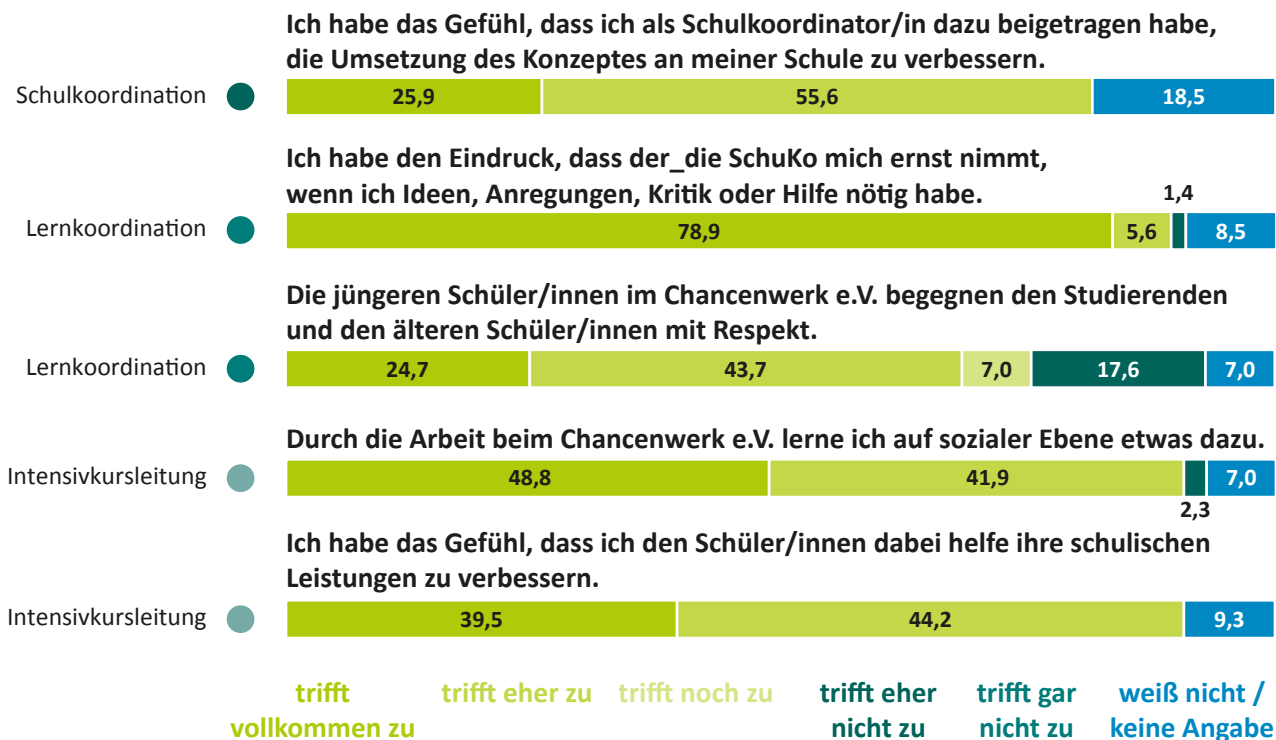 Ich habe das Gefühl, dass ich als Schulkoordinator/in dazu beigetragen habe,
die Umsetzung des Konzeptes an meiner Schule zu verbessern.
Schulkoordination
25,9 55,6 18,5
Ich habe den Eindruck, dass der_die SchuKo mich ernst nimmt,
wenn ich Ideen, Anregungen, Kritik oder Hilfe nötig habe.
1,4
Lernkoordination
78,9 5,6 8,5
Die jüngeren Schüler/innen im Chancenwerk e.V. begegnen den Studierenden
und den älteren Schüler/innen mit Respekt.
Lernkoordination
24,7 43,7 7,0 17,6 7,0
Durch die Arbeit beim Chancenwerk e.V. lerne ich auf sozialer Ebene etwas dazu.
Intensivkursleitung
48,8 41,9 7,0
2,3
Ich habe das Gefühl, dass ich den Schüler/innen dabei helfe ihre schulischen
Leistungen zu verbessern.
Intensivkursleitung
39,5 44,2 9,3
trifft
vollkommen zu
trifft eher zu
trifft noch zu
trifft eher
nicht zu
trifft gar
nicht zu
weiß nicht /
keine Angabe